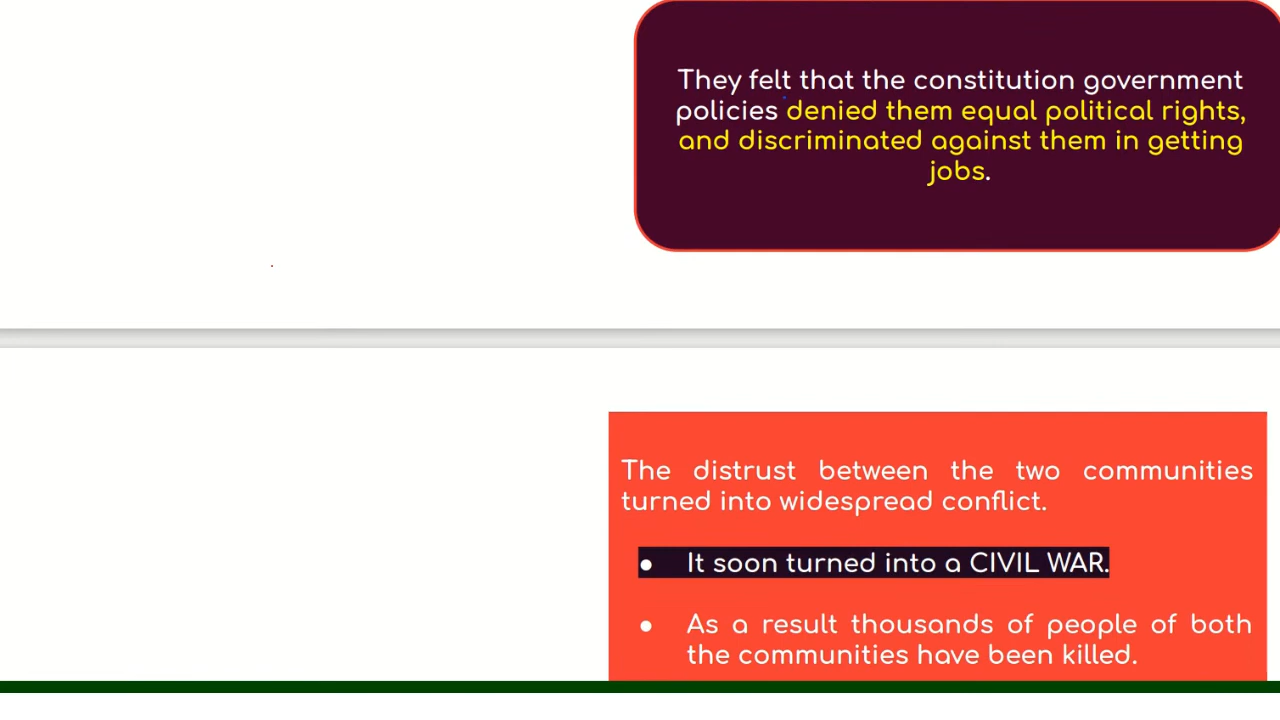 They felt that the constitution government
policies denied them equal political rights,
and discriminated against them in getting
jobs.
The distrust between the two communities
turned into widespread conflict.
● It soon turned into a CIVIL WAR.
● As a result thousands of people of both
the communities have been killed.